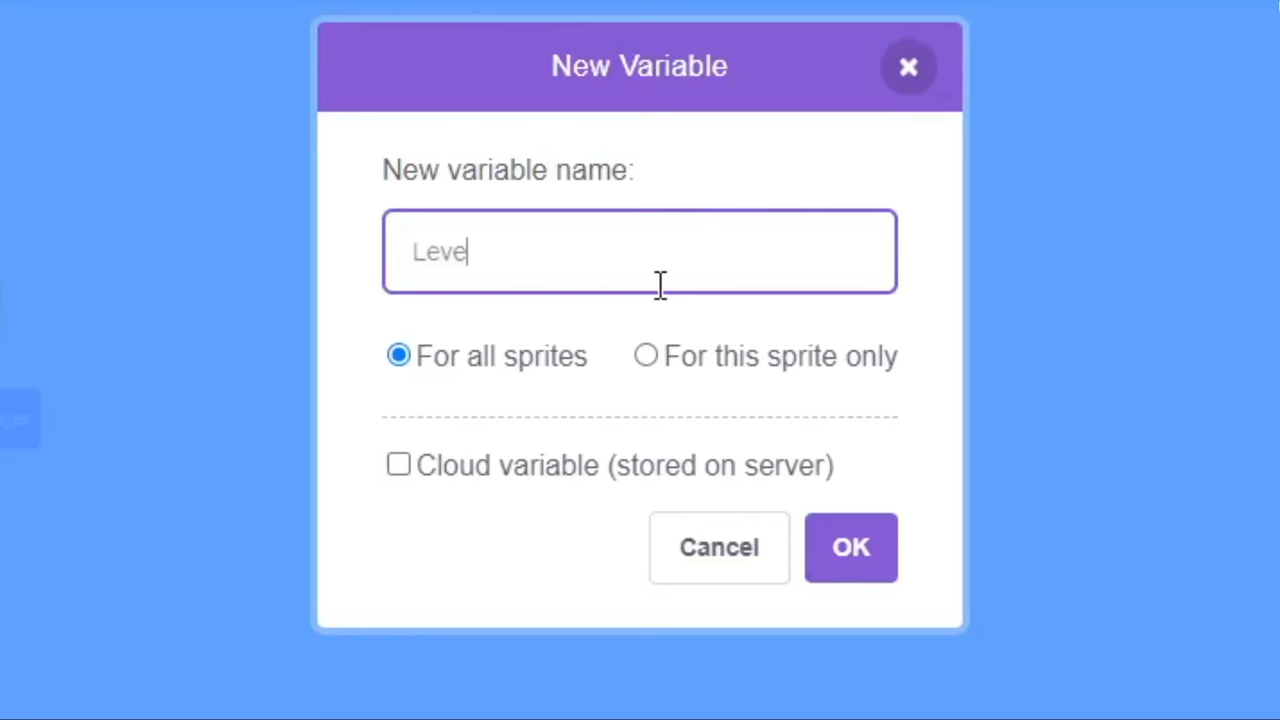 New Variable
New variable name:
Leve
For all sprites For this sprite only
Cloud variable (stored on server)
Cancel OK